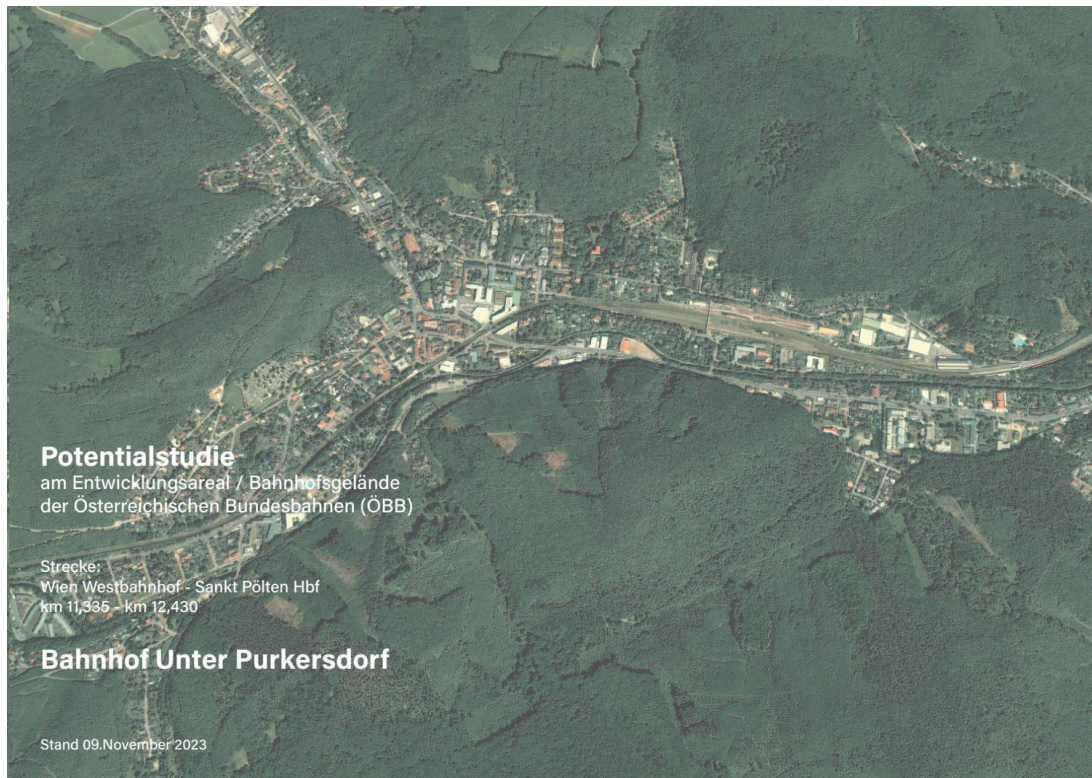 Potentialstudie
am Entwicklungsareal / Bahnhofsgelände
der Österreichischen Bundesbahnen (ÖBB)
Strecke:
Wien Westbahnhof - Sankt Pölten Hbf
km 11,335 - km 12,430
Bahnhof Unter Purkersdorf
Stand 09.November 2023